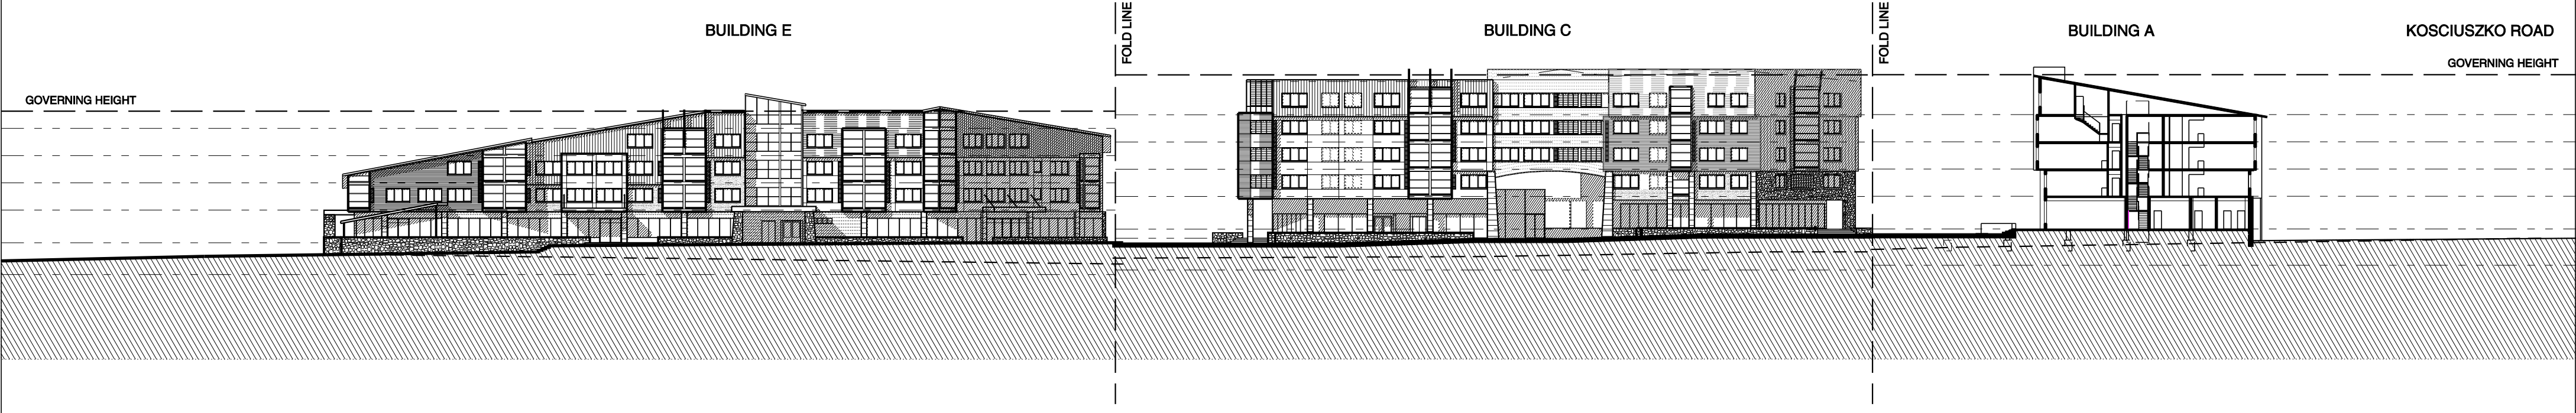 BUILDING E
FOLD LINE
BUILDING C
FOLD LINE
BUILDING A
KOSCIUSZKO ROAD
GOVERNING HEIGHT
GOVERNING HEIGHT